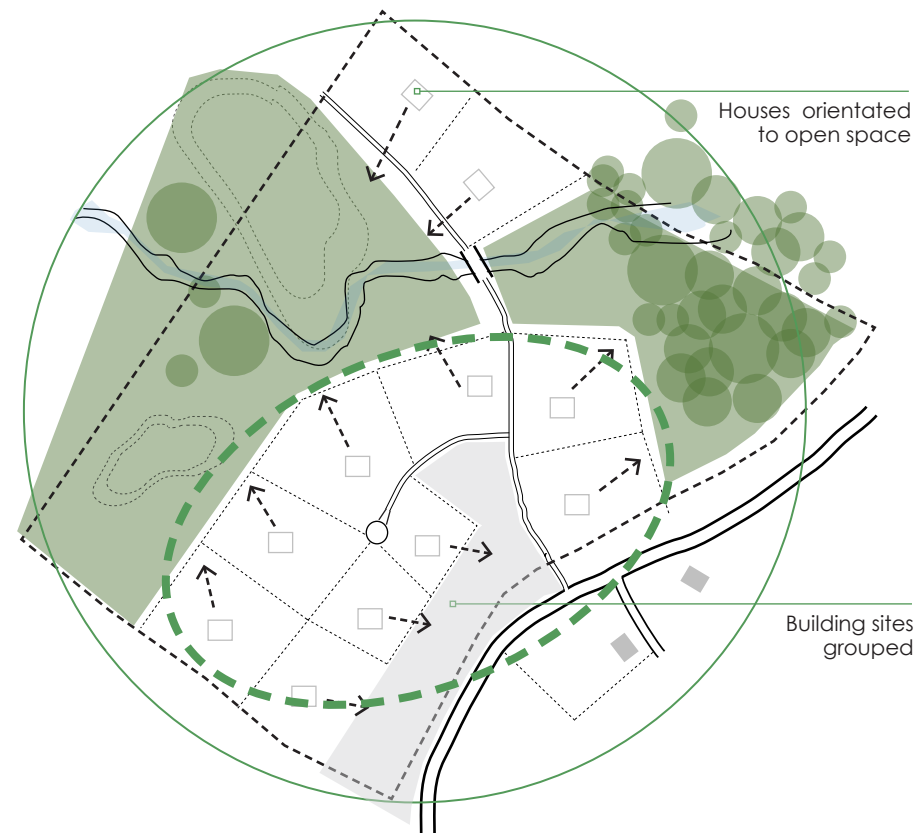 Houses orientated
to open space
Building sites
grouped